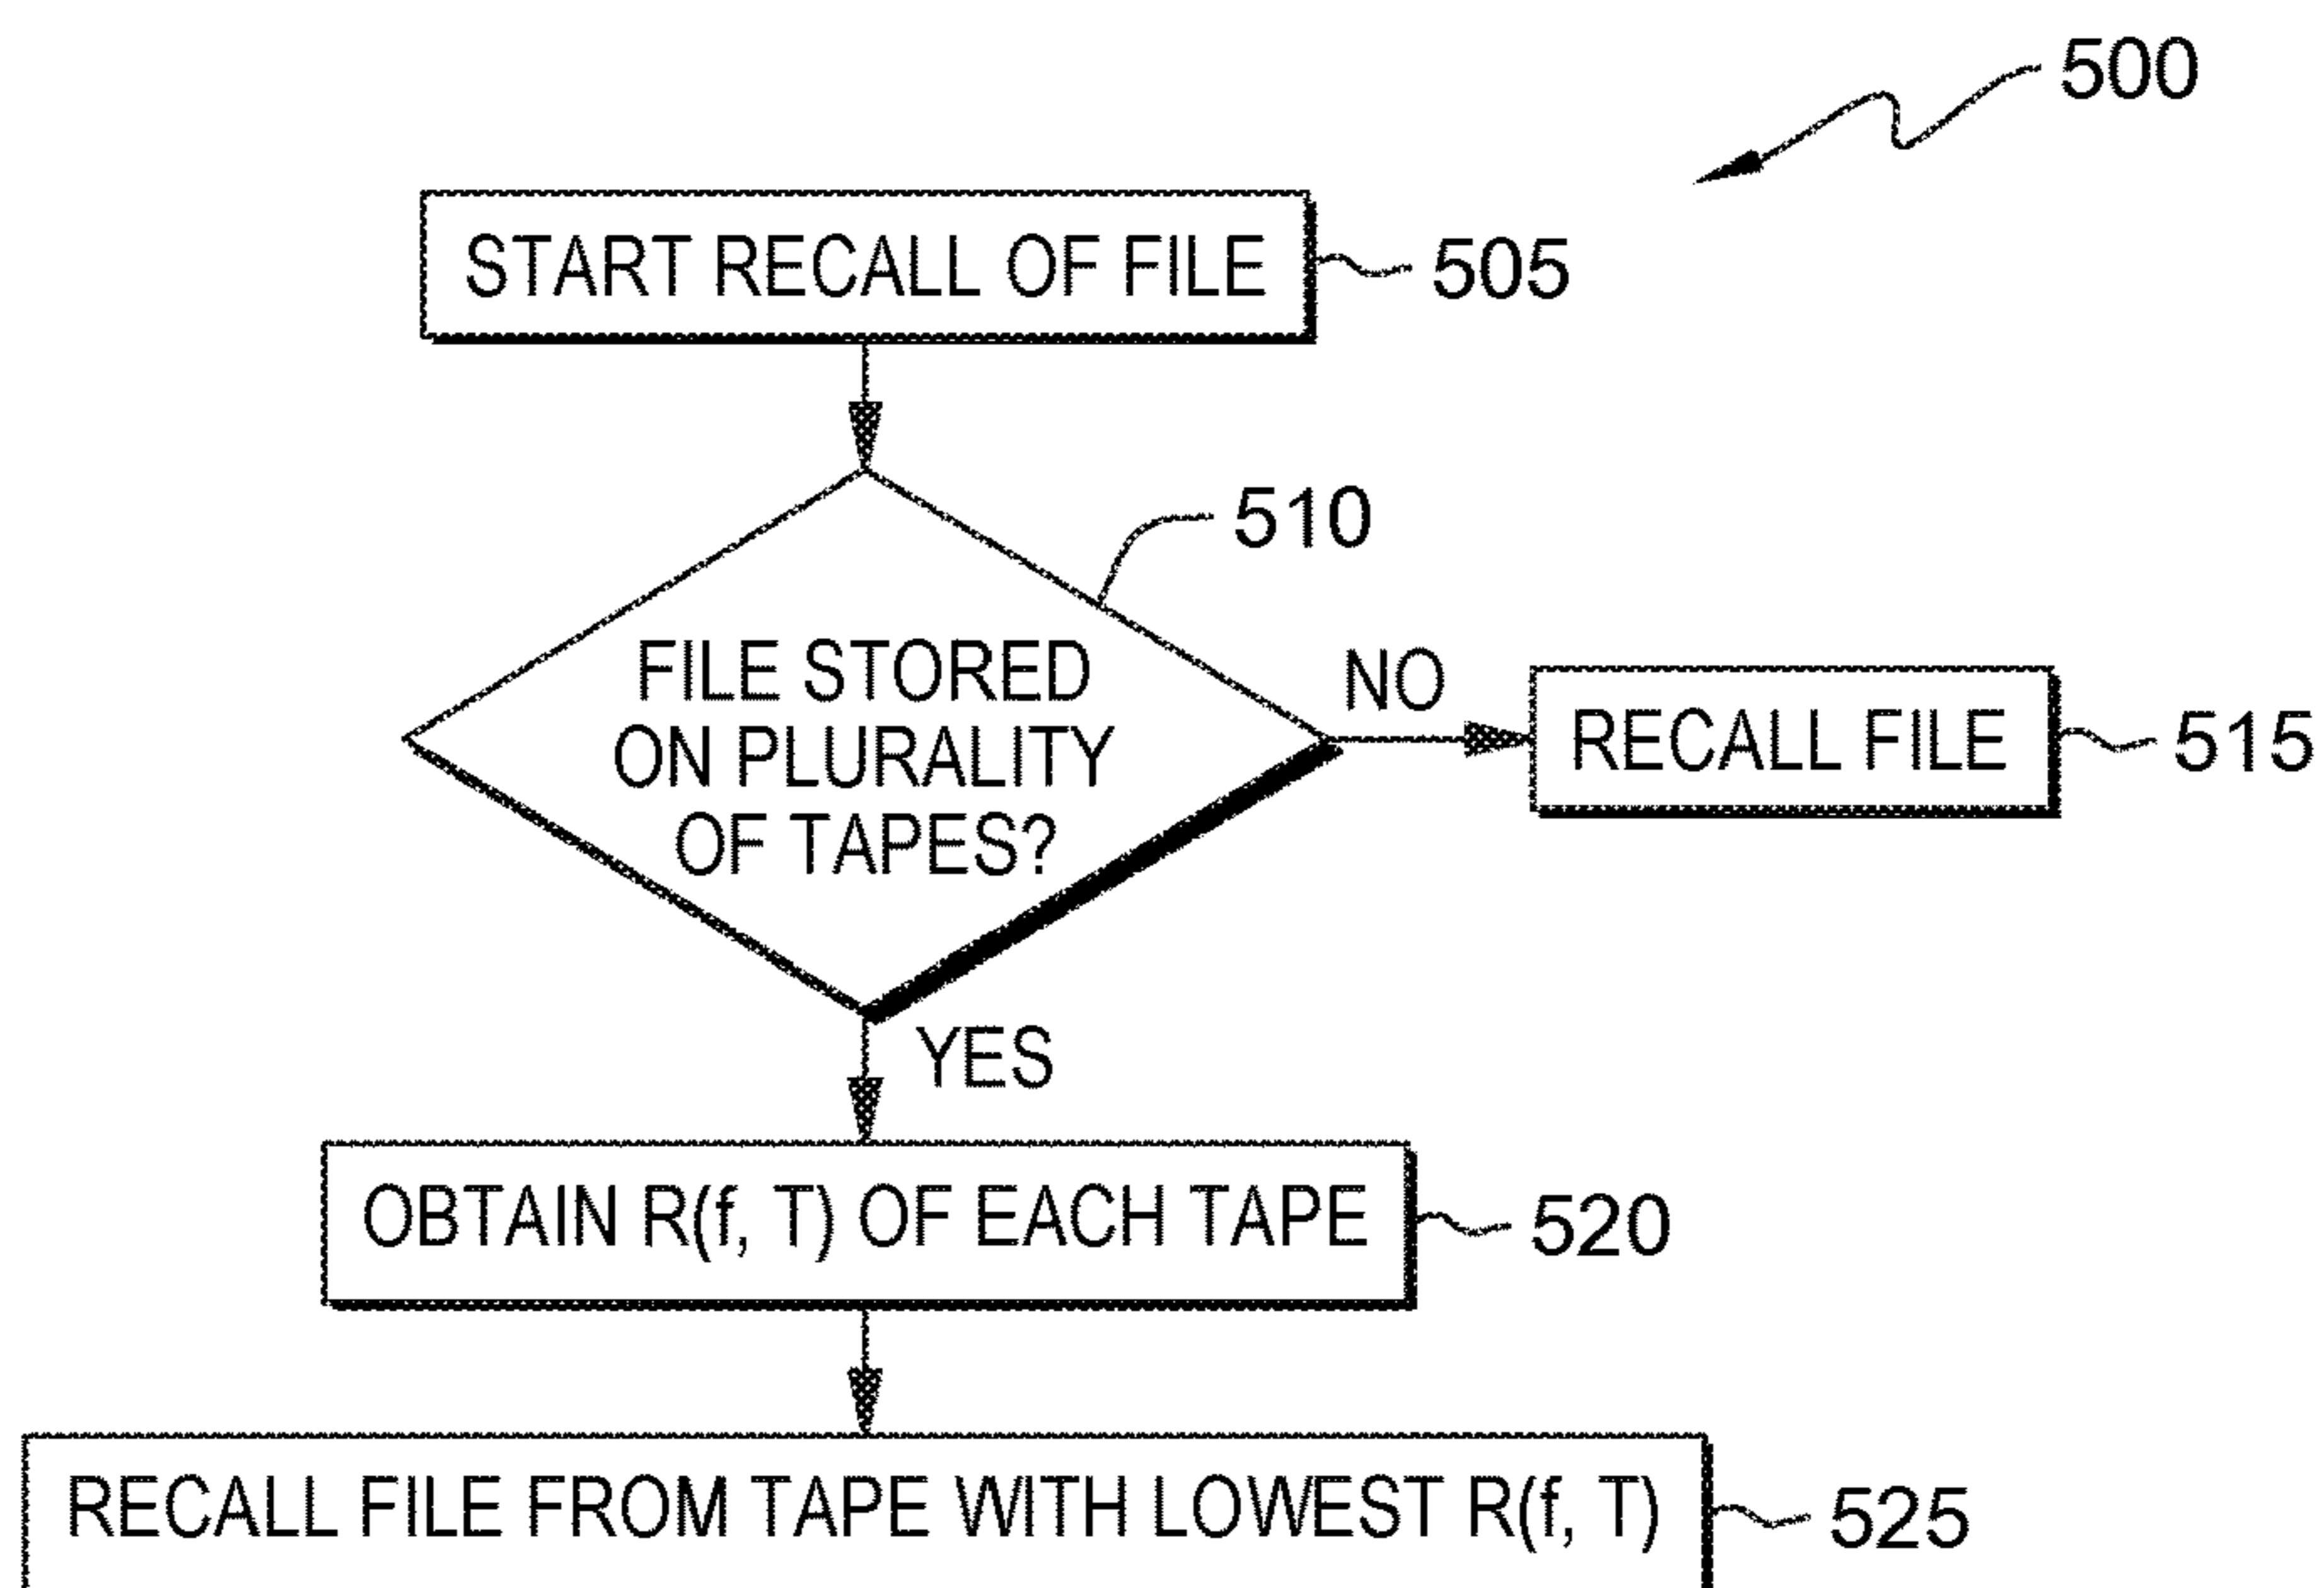 500
START RECALL OF FILE
505
510
FILE STORED
ON PLURALITY
OF TAPES?
NO
RECALL FILE
515
YES
OBTAIN R(f, T) OF EACH TAPE
520
RECALL FILE FROM TAPE WITH LOWEST R(f, T)
525